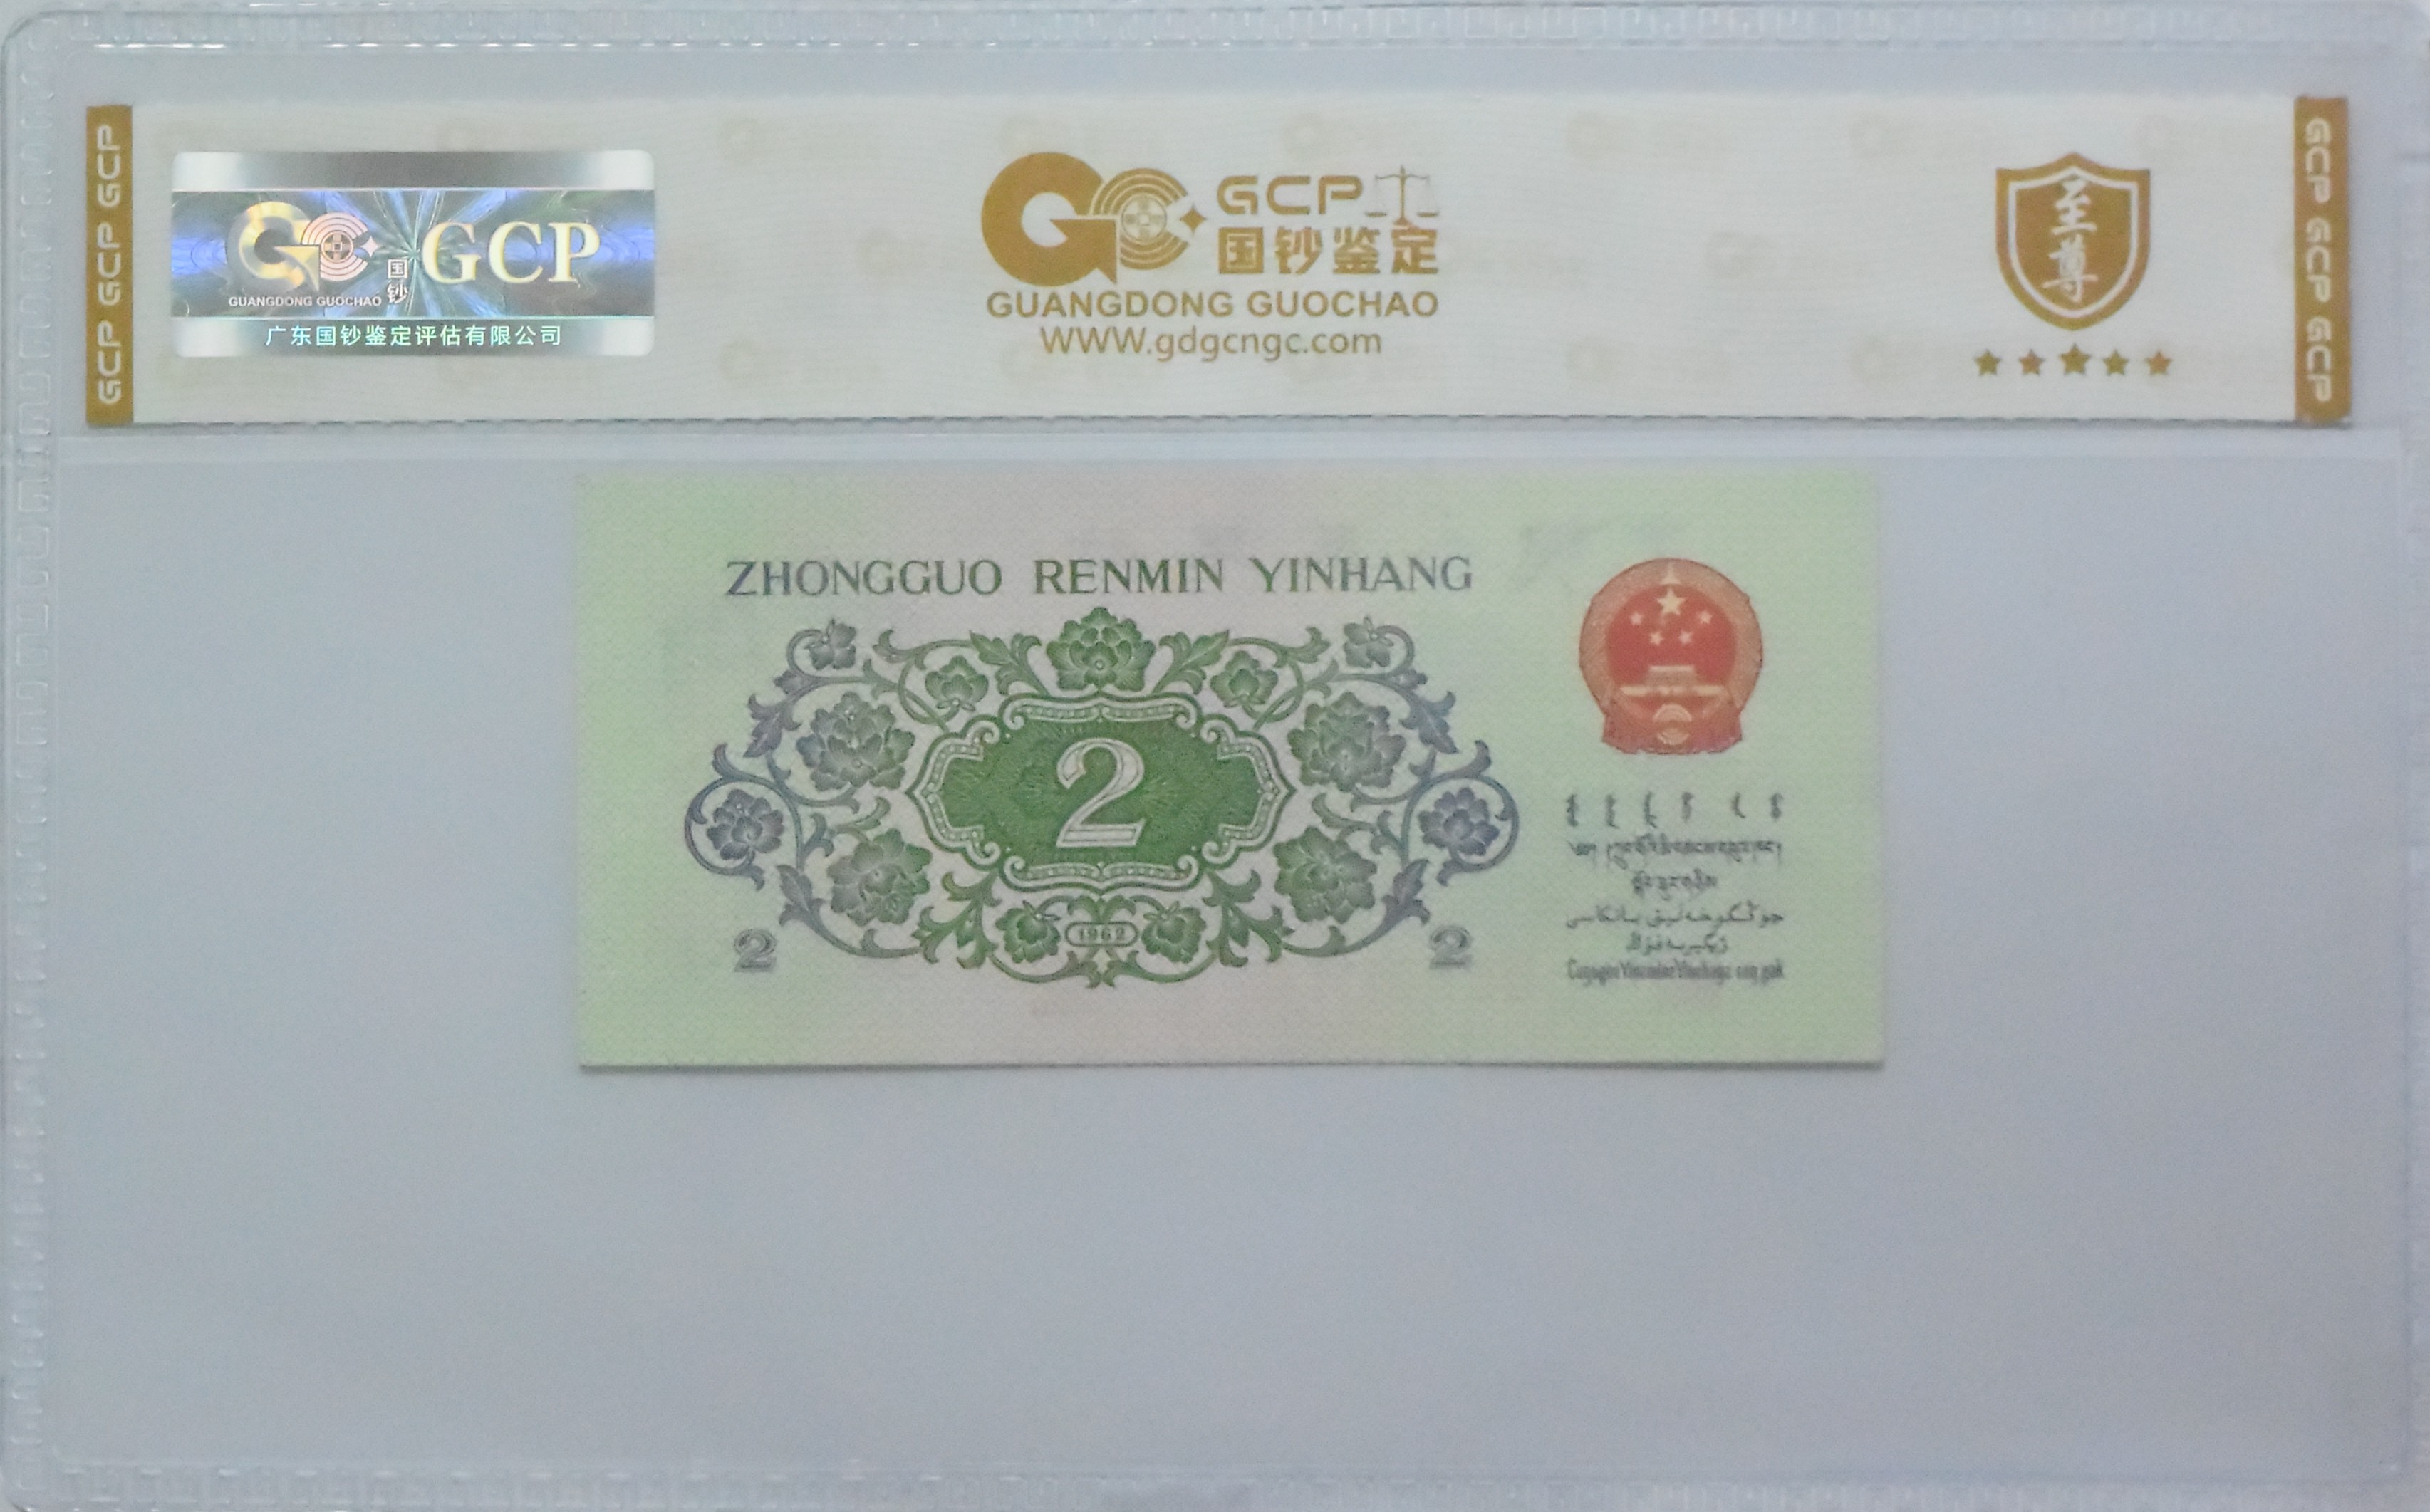 GCP GCP GCP
国钞
GCP
GUANGDONG GUOCHAO
广东国钞鉴定评估有限公司
GCP
国钞鉴定
GUANGDONG GUOCHAO
WWW.gdgcngc.com
至尊
GCP GCP GCP
ZHONGGUO RENMIN YINHANG
2
1962
2
2